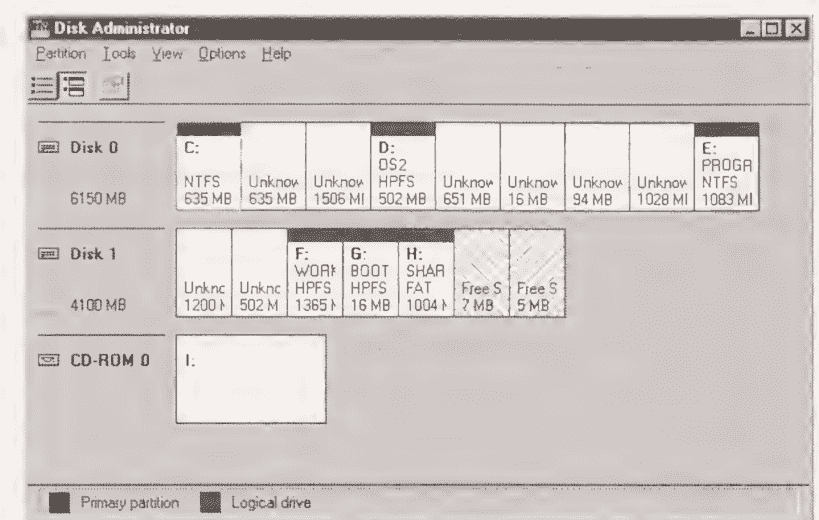 Disk Administrator
Partition Tools View Options Help
Disk 0
6150 MB
C:
NTFS
635 MB
Unknow
635 MB
Unknow
1506 MI
D:
OS2
HPFS
502 MB
Unknow
651 MB
Unknow
16 MB
Unknow
94 MB
Unknow
1028 MI
E:
PROGR
NTFS
1083 MI
Disk 1
4100 MB
Unknc
1200 M
Unknc
502 M
F:
WORK
HPFS
1365 M
G:
BOOT
HPFS
16 MB
H:
SHAR
FAT
1004 M
Free S
7 MB
Free S
5 MB
CD-ROM 0
I:
Primary partition Logical drive